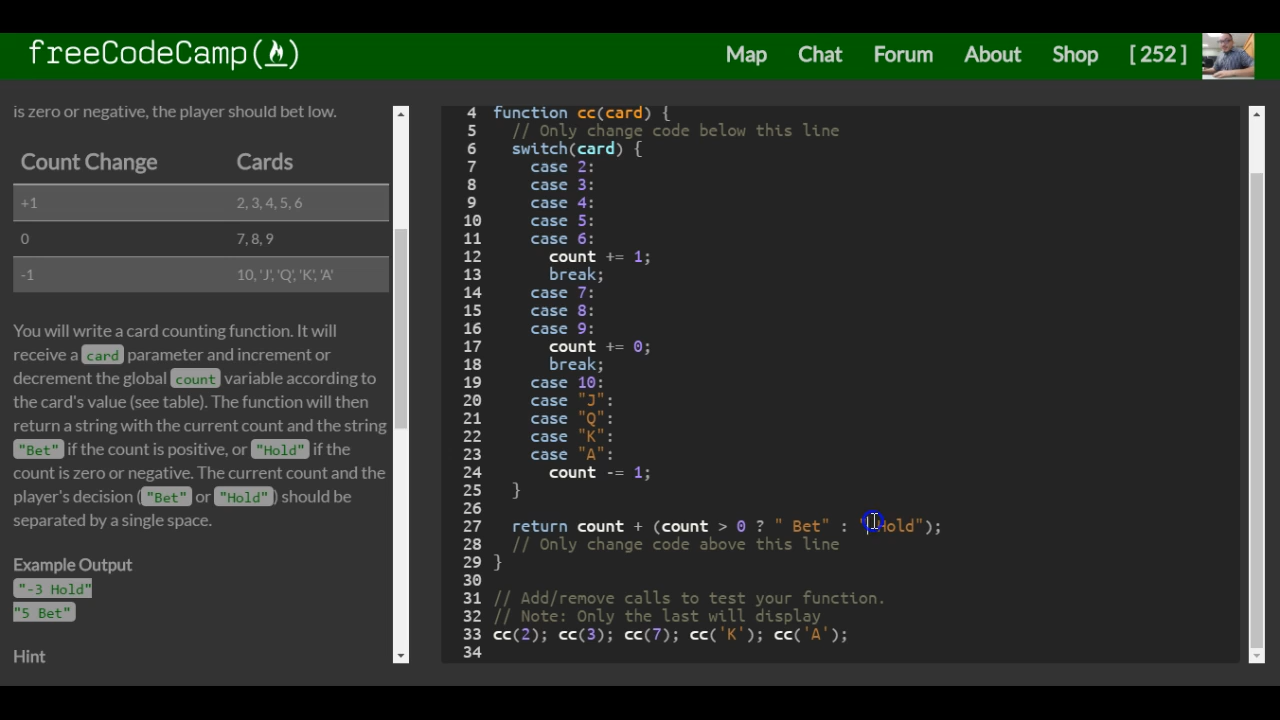 freeCodeCamp(🔥)
Map Chat Forum About Shop [ 252 ]
is zero or negative, the player should bet low.
Count Change Cards
+1 2, 3, 4, 5, 6
0 7, 8, 9
-1 10, 'J', 'Q', 'K', 'A'
You will write a card counting function. It will
receive a card parameter and increment or
decrement the global count variable according to
the card's value (see table). The function will then
return a string with the current count and the string
"Bet" if the count is positive, or "Hold" if the
count is zero or negative. The current count and the
player's decision ( "Bet" or "Hold" ) should be
separated by a single space.
Example Output
"-3 Hold"
"5 Bet"
Hint
4 function cc(card) {
5 // Only change code below this line
6 switch(card) {
7 case 2:
8 case 3:
9 case 4:
10 case 5:
11 case 6:
12 count += 1;
13 break;
14 case 7:
15 case 8:
16 case 9:
17 count += 0;
18 break;
19 case 10:
20 case "J":
21 case "Q":
22 case "K":
23 case "A":
24 count -= 1;
25 }
26
27 return count + (count > 0 ? " Bet" : " Hold");
28 // Only change code above this line
29 }
30
31 // Add/remove calls to test your function.
32 // Note: Only the last will display
33 cc(2); cc(3); cc(7); cc('K'); cc('A');
34